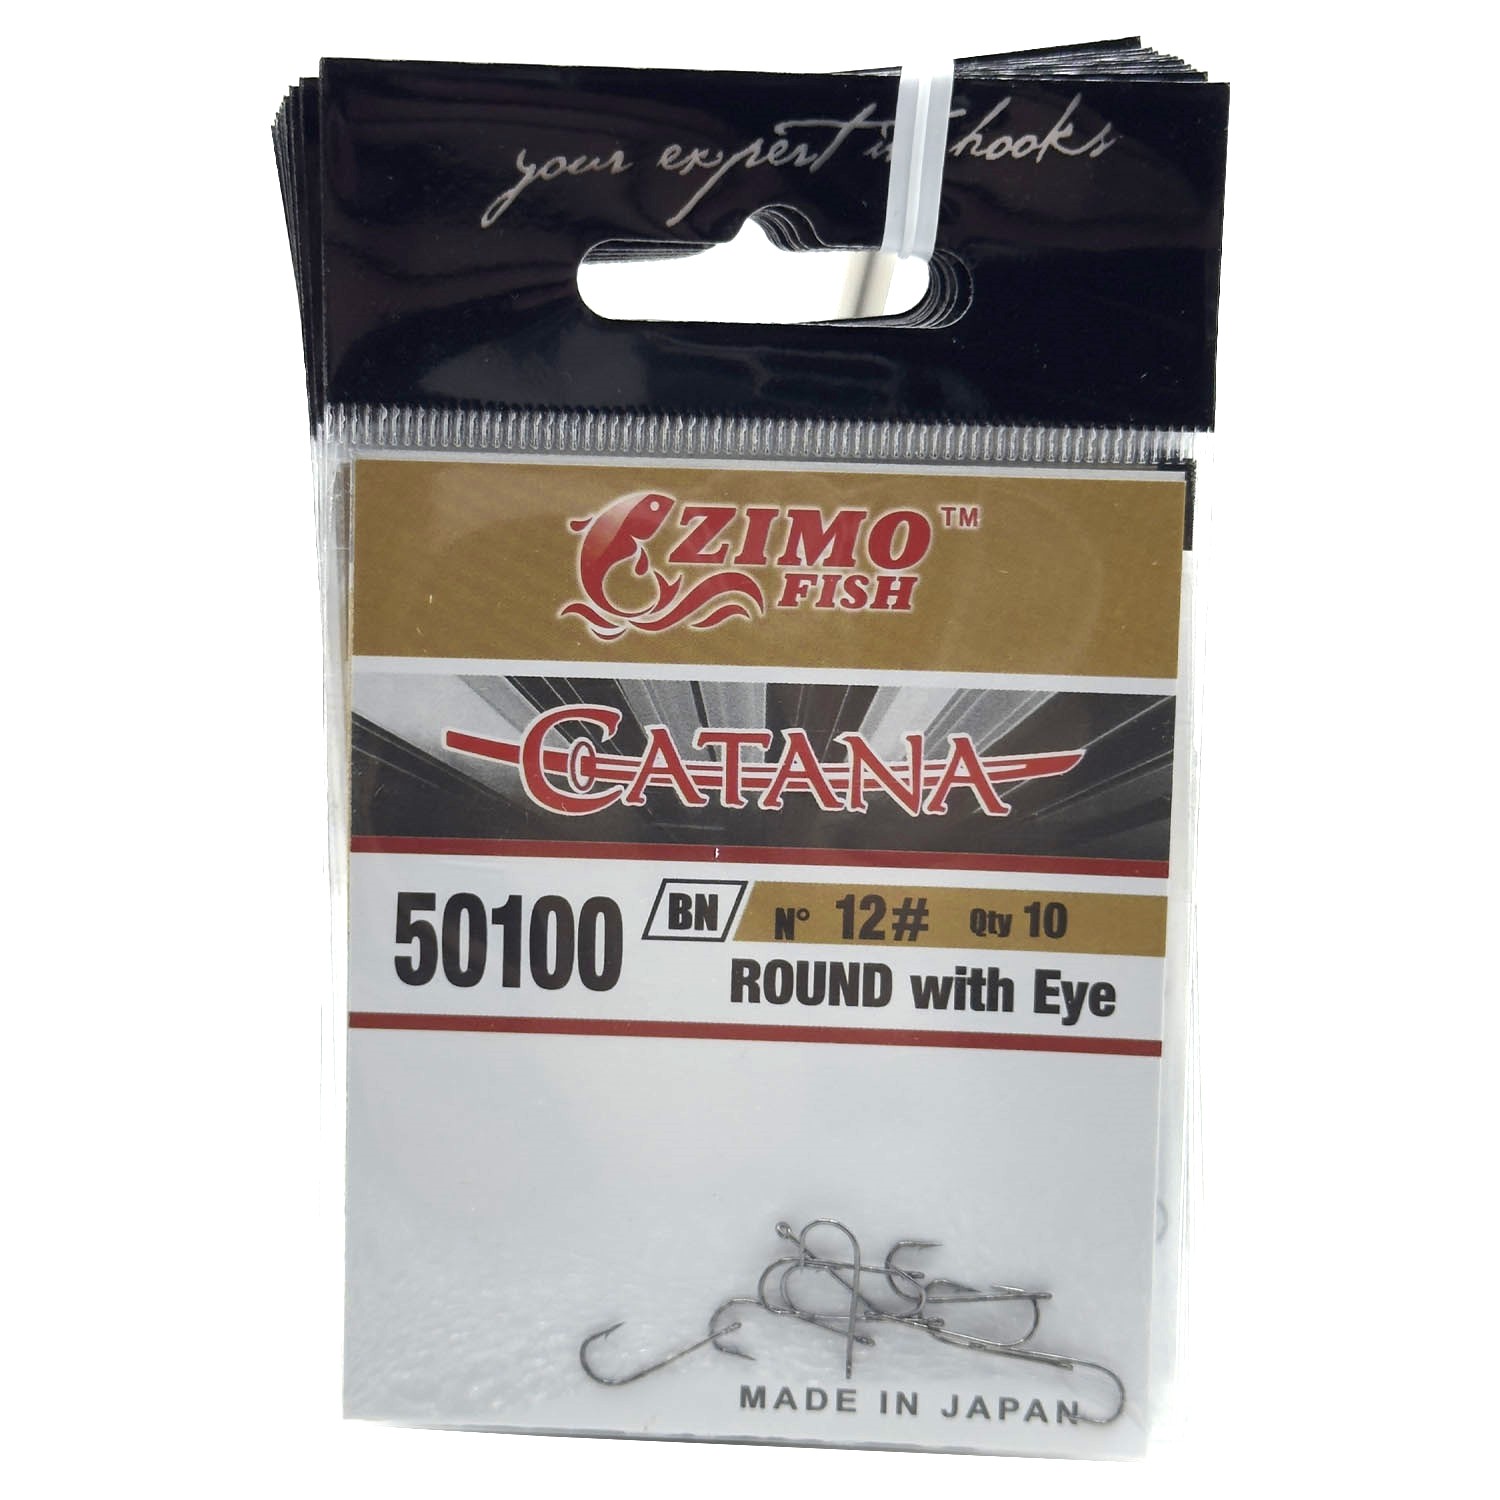 your expert in hooks
ZIMO™
FISH
CATANA
50100 BN N° 12# Qty 10
ROUND with Eye
MADE IN JAPAN